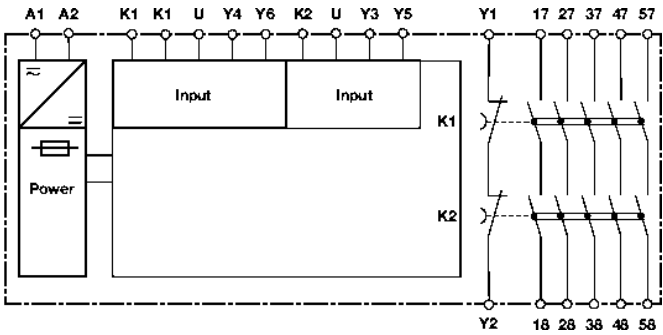 A1 A2 K1 K1 U Y4 Y6 K2 U Y3 Y5 Y1 17 27 37 47 57
Input Input
K1
Power
K2
Y2 18 28 38 48 58